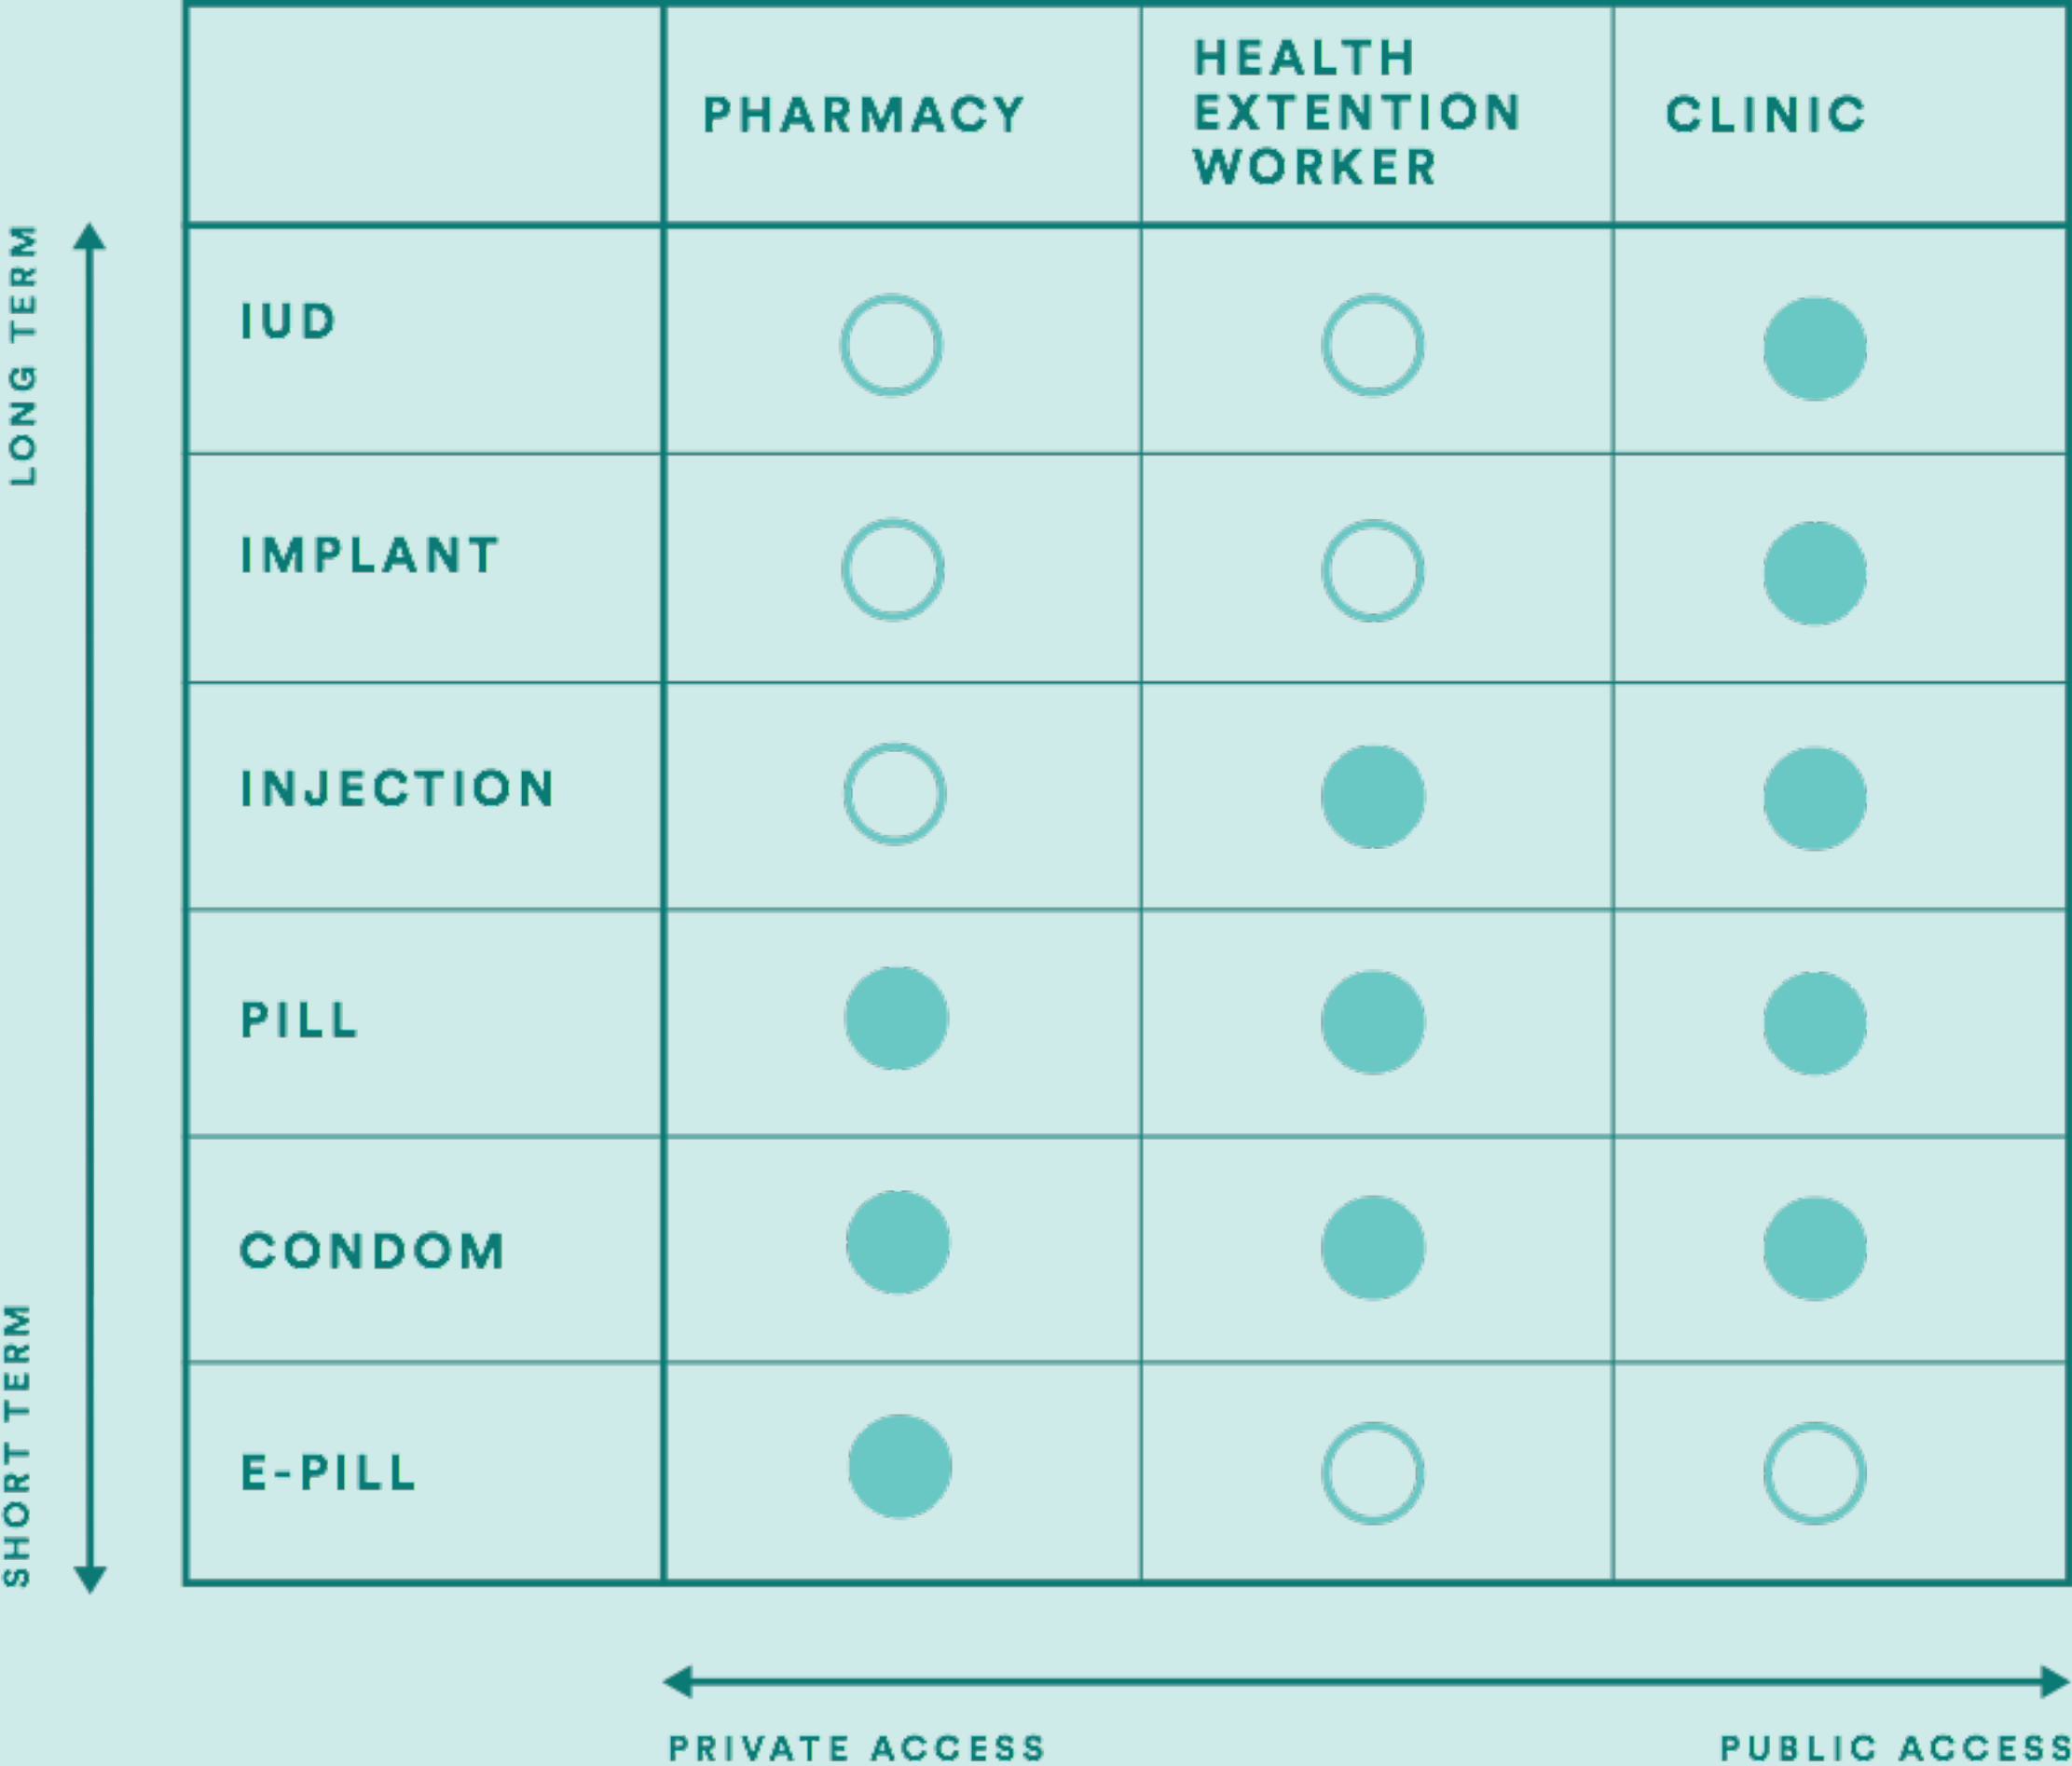 PHARMACY
HEALTH
EXTENTION
WORKER
CLINIC
LONG TERM
IUD
IMPLANT
INJECTION
PILL
CONDOM
SHORT TERM
E-PILL
PRIVATE ACCESS
PUBLIC ACCESS